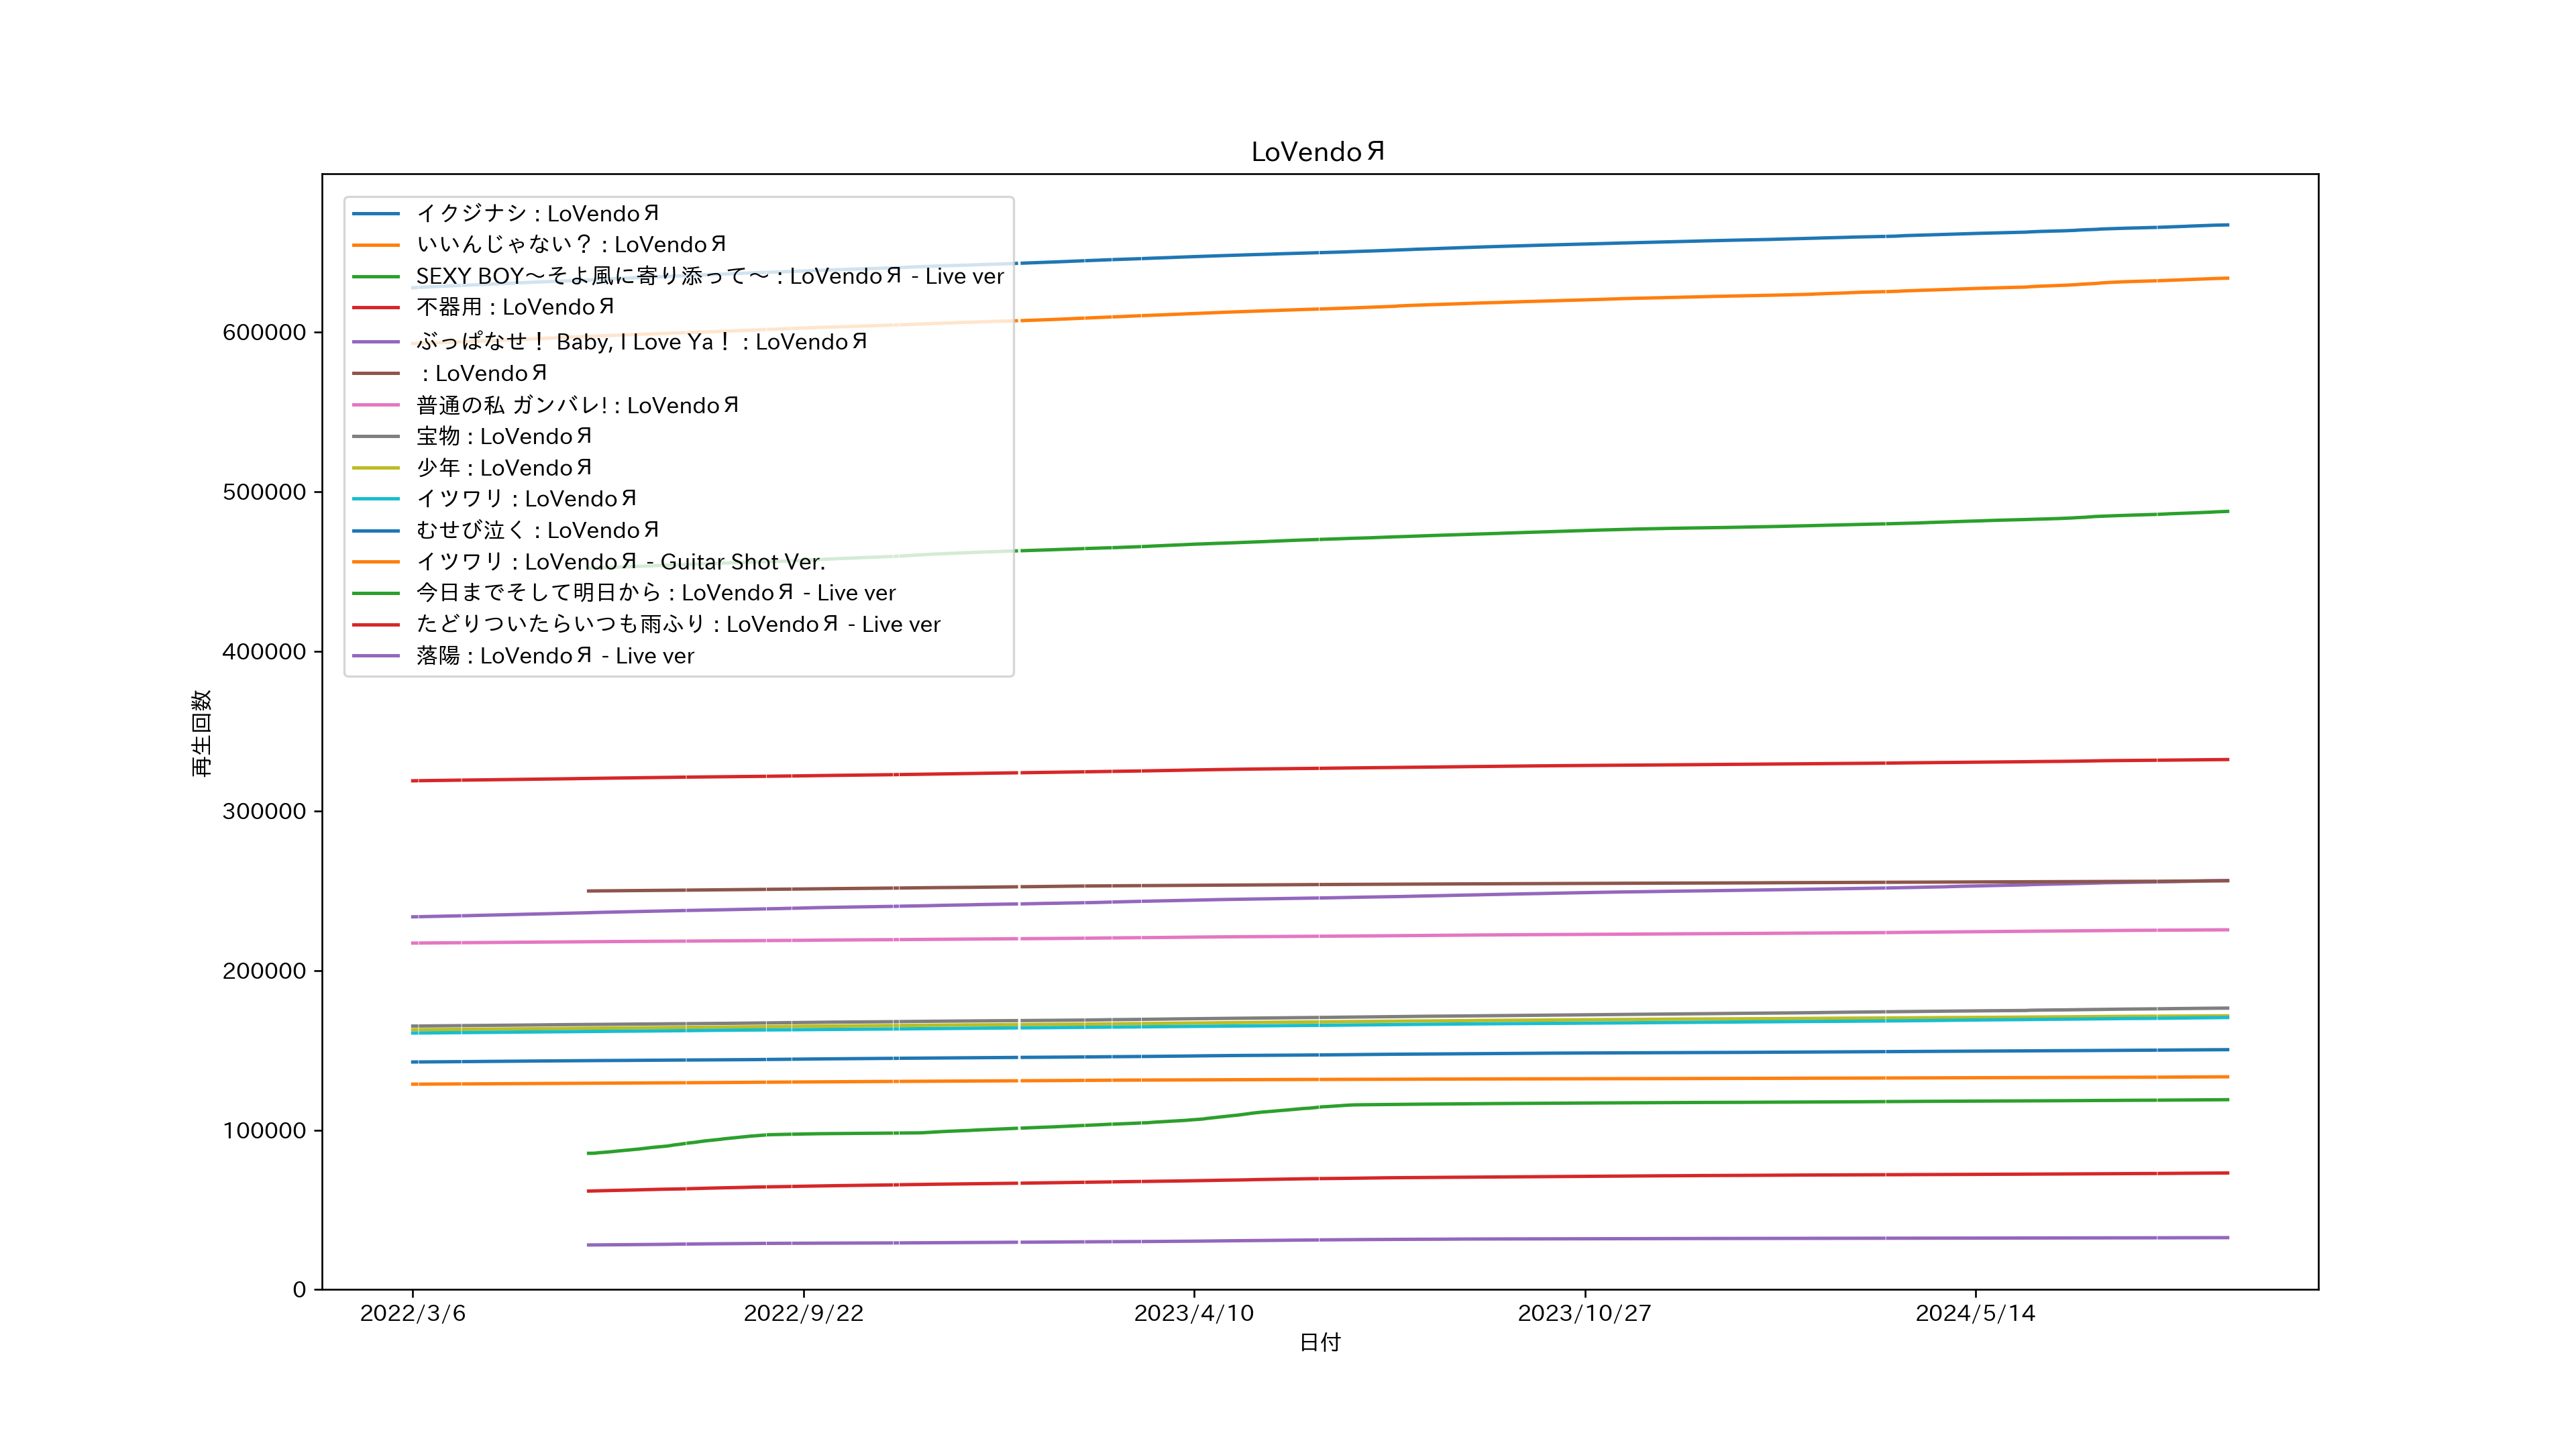 LoVendoЯ
イクジナシ : LoVendoЯ
いいんじゃない？ : LoVendoЯ
SEXY BOY〜そよ風に寄り添って〜 : LoVendoЯ - Live ver
不器用 : LoVendoЯ
ぶっぱなせ！ Baby, I Love Ya！ : LoVendoЯ
: LoVendoЯ
普通の私 ガンバレ! : LoVendoЯ
宝物 : LoVendoЯ
少年 : LoVendoЯ
イツワリ : LoVendoЯ
むせび泣く : LoVendoЯ
イツワリ : LoVendoЯ - Guitar Shot Ver.
今日までそして明日から : LoVendoЯ - Live ver
たどりついたらいつも雨ふり : LoVendoЯ - Live ver
落陽 : LoVendoЯ - Live ver
600000
500000
400000
300000
200000
100000
0
再生回数
2022/3/6
2022/9/22
2023/4/10
2023/10/27
2024/5/14
日付